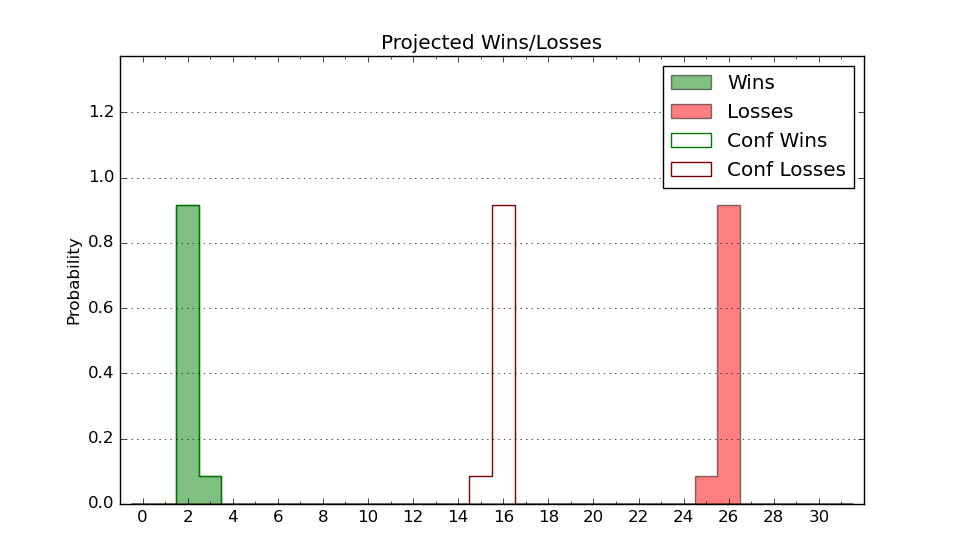 Projected Wins/Losses
Wins
Losses
Conf Wins
Conf Losses
1.2
1.0
0.8
0.6
0.4
0.2
0.0
Probability
0 2 4 6 8 10 12 14 16 18 20 22 24 26 28 30